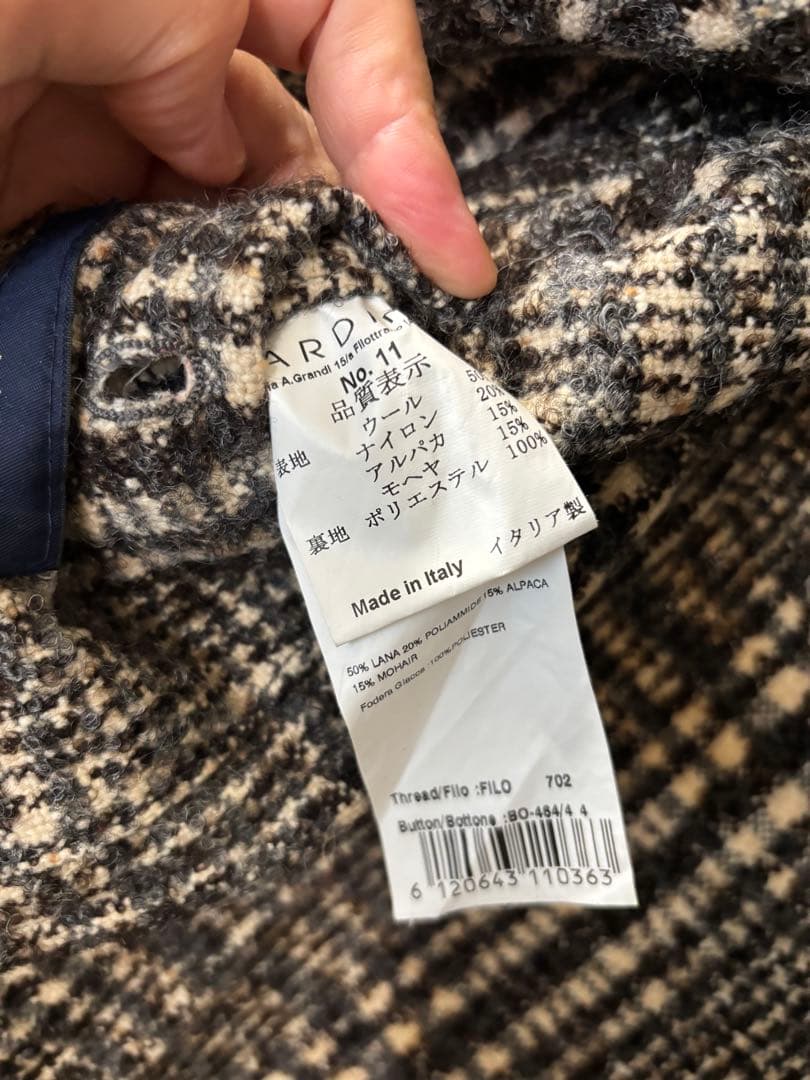 ARDI
A.Grandi 15/a Filottra
No. 11
品質表示
表地 ウール 50
ナイロン 20%
アルパカ 15%
モヘヤ 15%
裏地 ポリエステル 100%
Made in Italy イタリア製
50% LANA 20% POLIAMMIDE 15% ALPACA
15% MOHAIR
Fodera Giacca :100% POLIESTER
Thread/Filo :FILO 702
Button/Bottone :BO-464/4 4
6 120643 110363